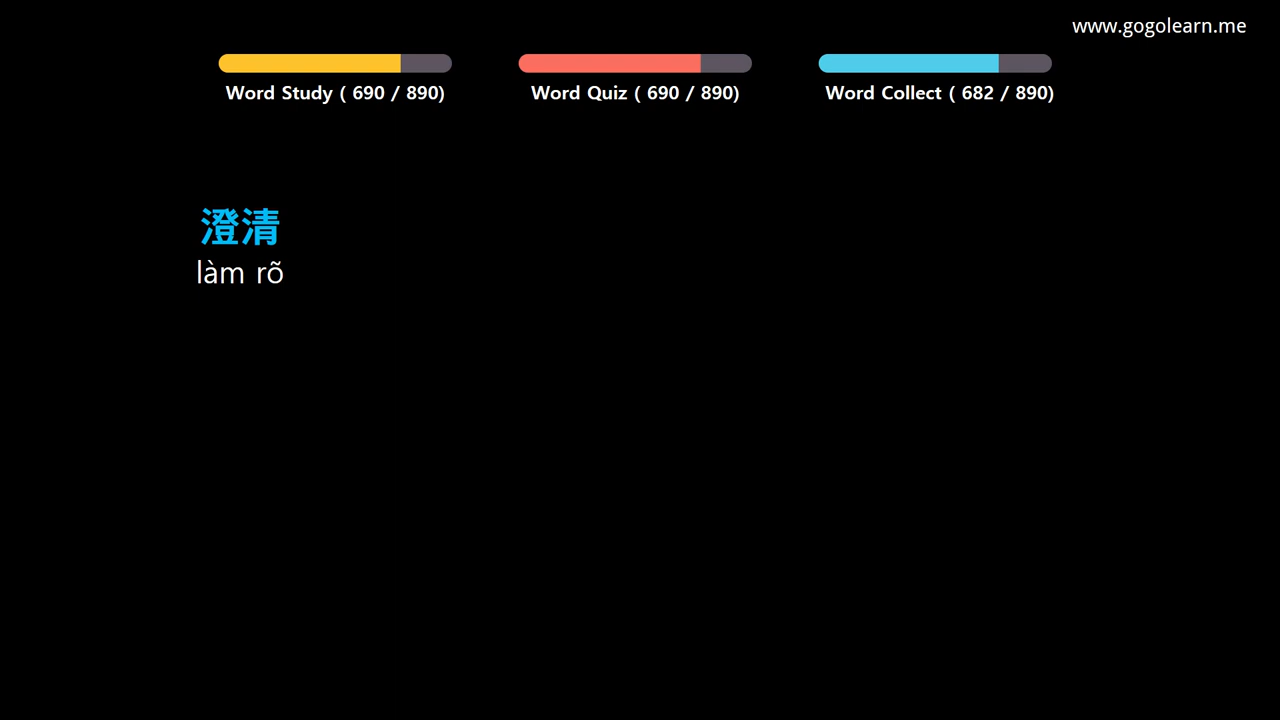 www.gogolearn.me
Word Study ( 690 / 890)
Word Quiz ( 690 / 890)
Word Collect ( 682 / 890)
澄清
làm rõ